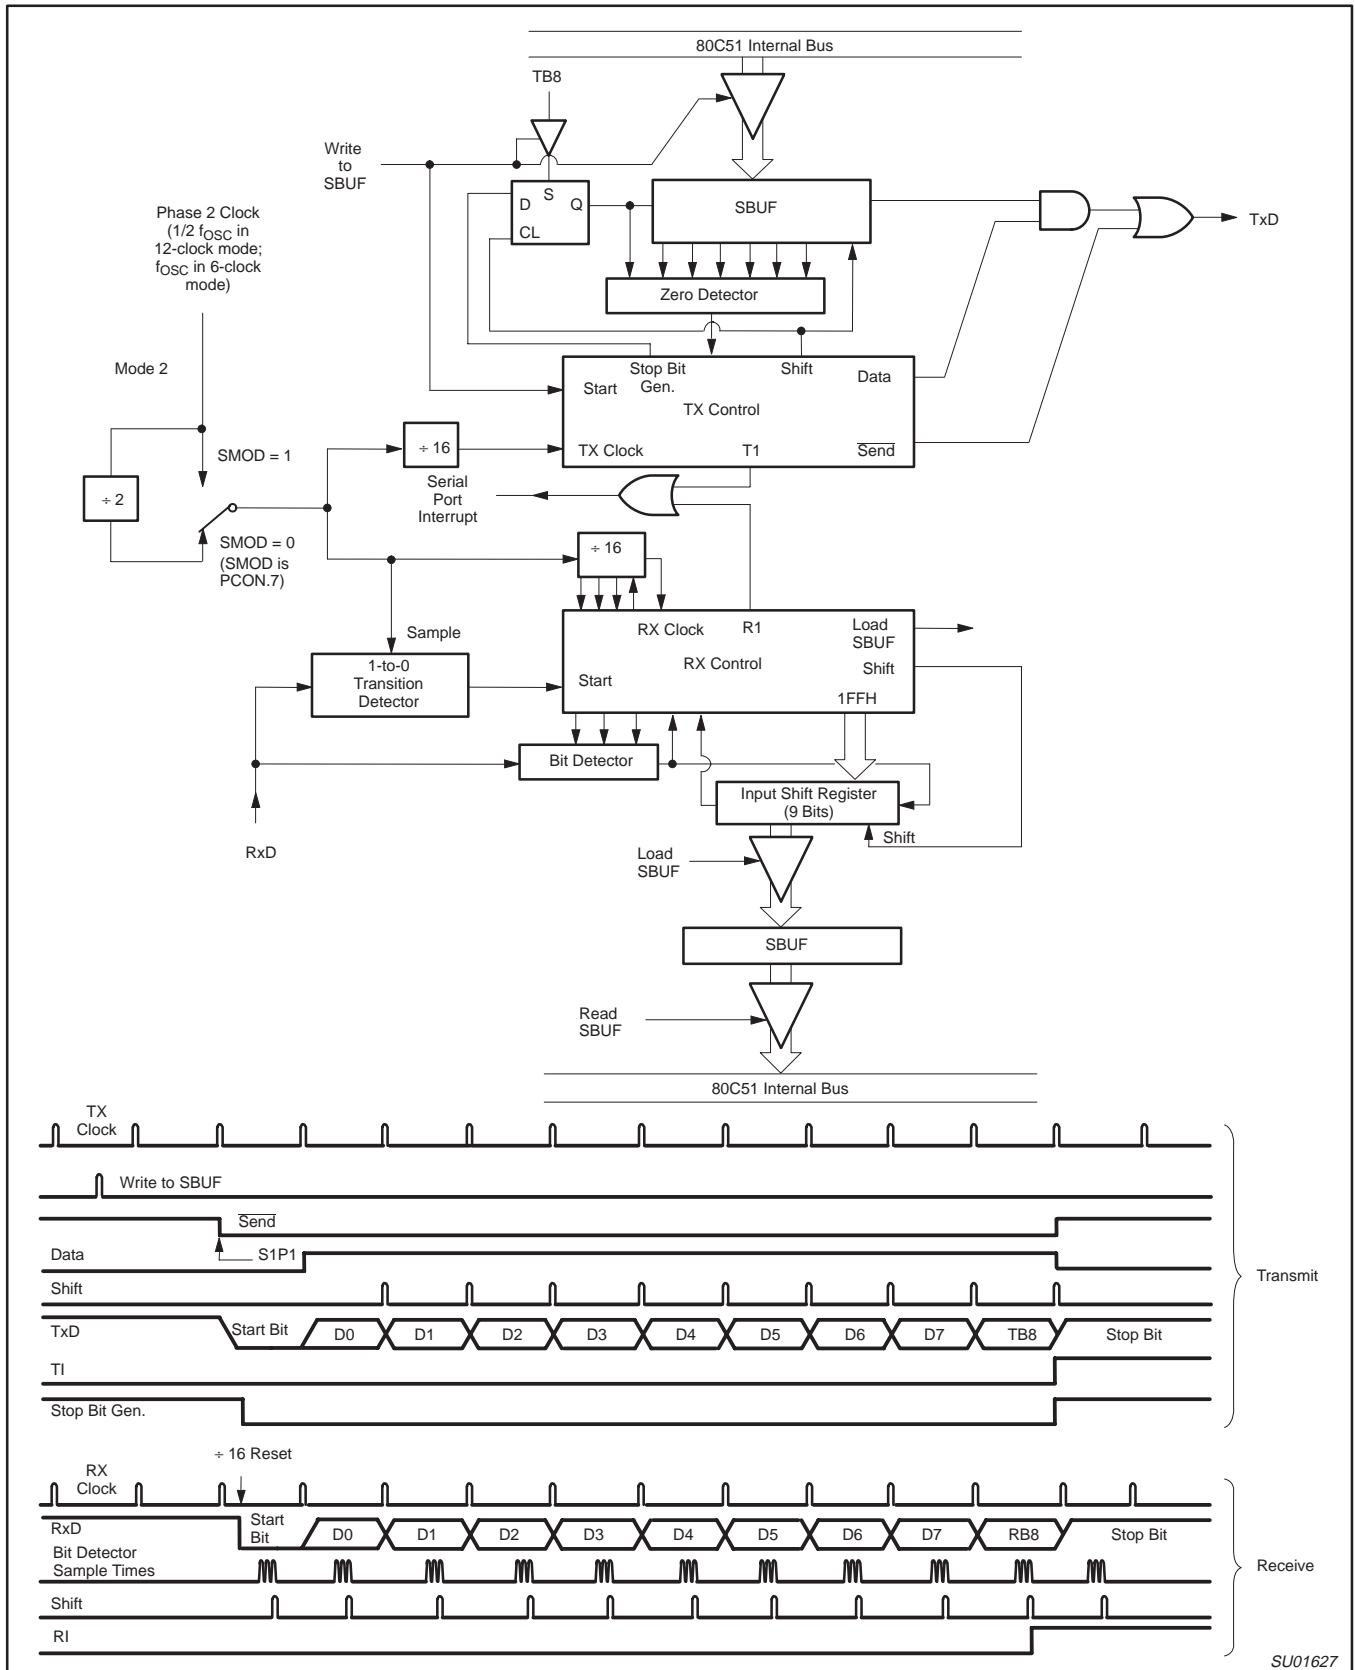 80C51 Internal Bus
TB8
Write
to
SBUF
D
S
Q
CL
SBUF
TxD
Phase 2 Clock
(1/2 fOSC in
12-clock mode;
fOSC in 6-clock
mode)
Zero Detector
Mode 2
Stop Bit
Gen.
Shift
Data
Start
TX Control
TX Clock
T1
Send
÷ 16
SMOD = 1
÷ 2
Serial
Port
Interrupt
SMOD = 0
(SMOD is
PCON.7)
÷ 16
Sample
RX Clock
R1
Load
SBUF
RX Control
Shift
Start
1FFH
1-to-0
Transition
Detector
Bit Detector
Input Shift Register
(9 Bits)
Shift
RxD
Load
SBUF
SBUF
Read
SBUF
80C51 Internal Bus
TX
Clock
Write to SBUF
Send
S1P1
Data
Shift
TxD
Start Bit
D0
D1
D2
D3
D4
D5
D6
D7
TB8
Stop Bit
TI
Stop Bit Gen.
Transmit
÷ 16 Reset
RX
Clock
RxD
Start
Bit
D0
D1
D2
D3
D4
D5
D6
D7
RB8
Stop Bit
Bit Detector
Sample Times
Shift
RI
Receive
SU01627